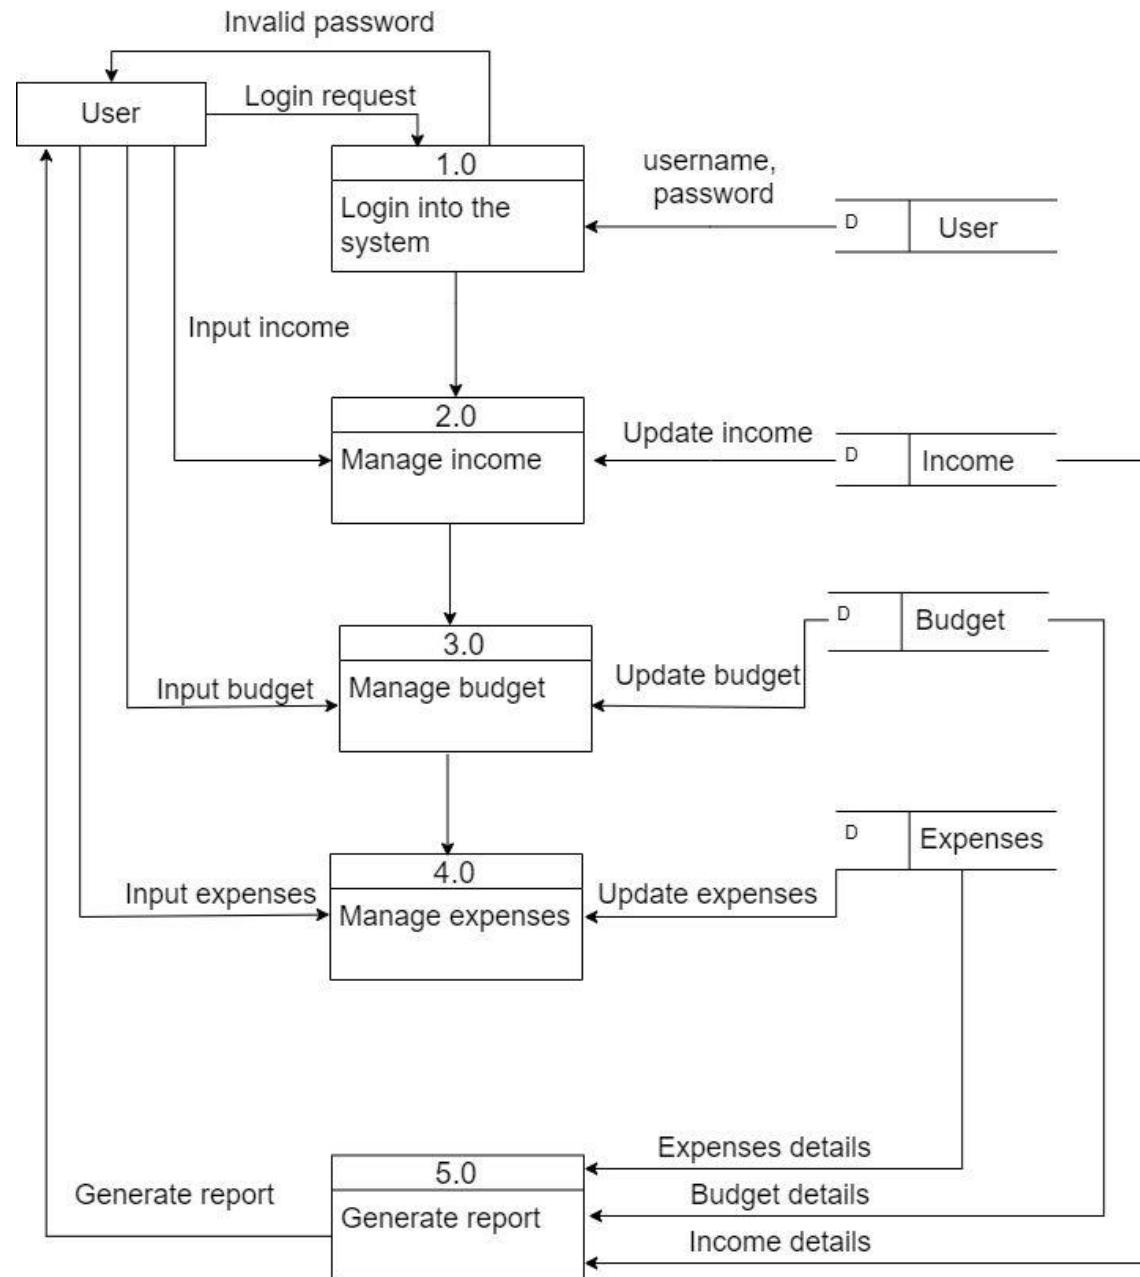 Invalid password
User
Login request
1.0
Login into the
system
username,
password
D
User
Input income
2.0
Manage income
Update income
D
Income
3.0
Manage budget
Input budget
Update budget
D
Budget
4.0
Manage expenses
Input expenses
Update expenses
D
Expenses
5.0
Generate report
Generate report
Expenses details
Budget details
Income details